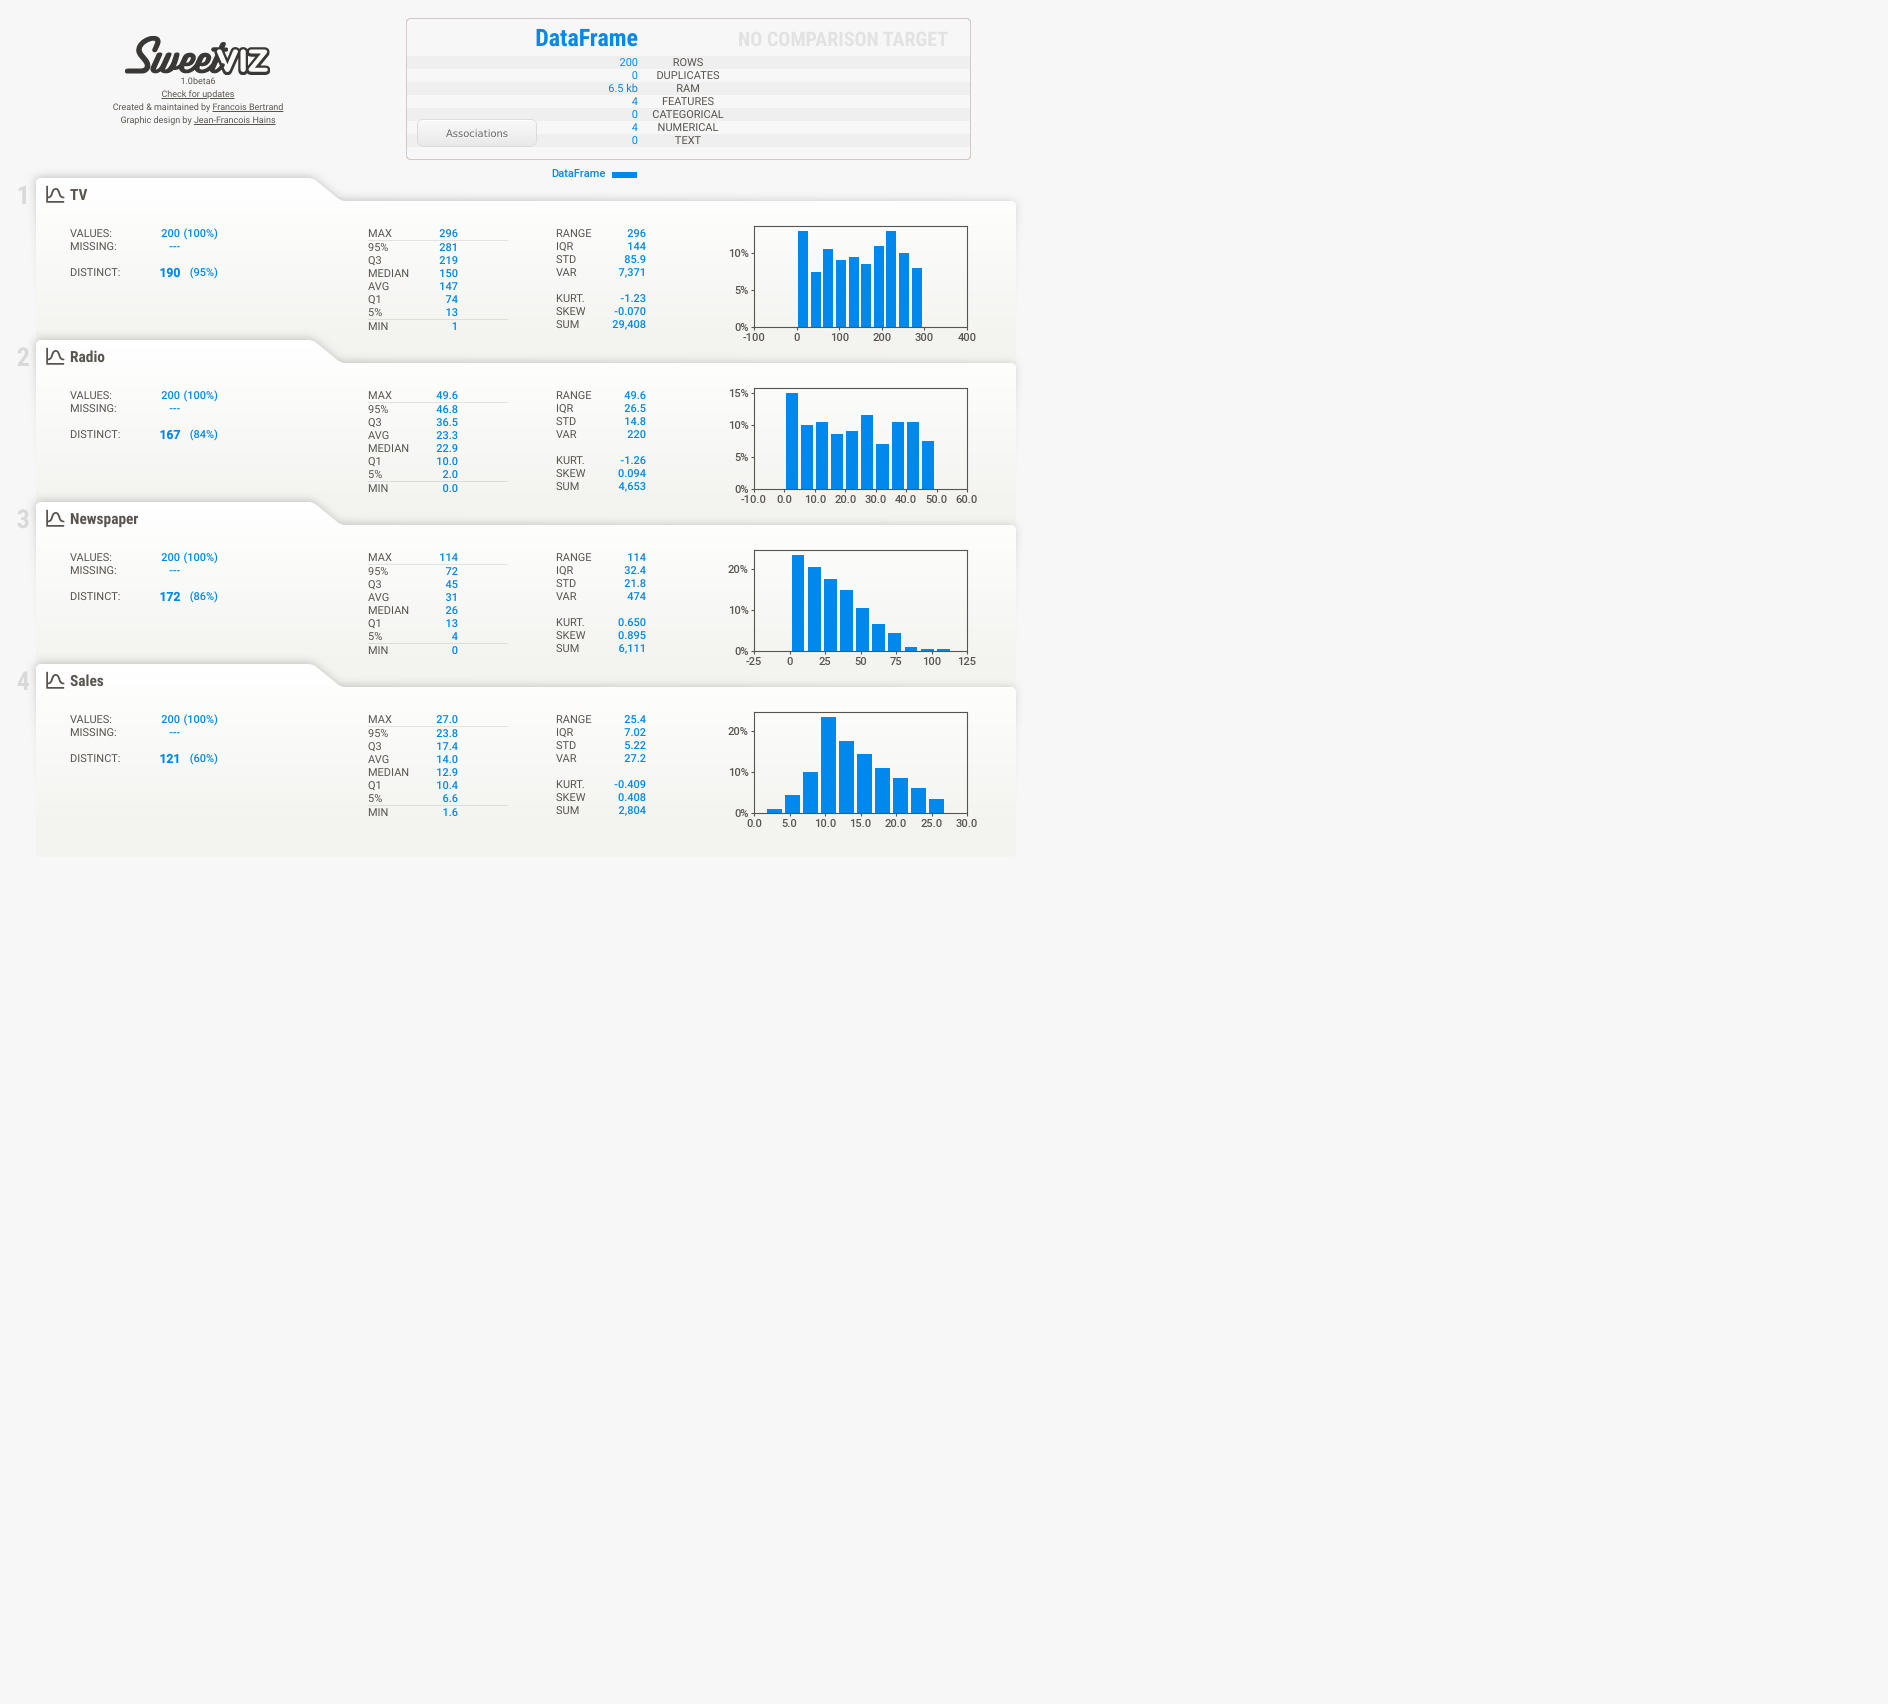 SweetVIZ
1.0beta6
Check for updates
Created & maintained by Francois Bertrand
Graphic design by Jean-Francois Hains
DataFrame NO COMPARISON TARGET
200 ROWS
0 DUPLICATES
6.5 kb RAM
4 FEATURES
0 CATEGORICAL
4 NUMERICAL
0 TEXT
Associations
DataFrame
1 TV
VALUES: 200 (100%)
MISSING: ---
DISTINCT: 190 (95%)
MAX 296
95% 281
Q3 219
MEDIAN 150
AVG 147
Q1 74
5% 13
MIN 1
RANGE 296
IQR 144
STD 85.9
VAR 7,371
KURT. -1.23
SKEW -0.070
SUM 29,408
10%
5%
0%
-100 0 100 200 300 400
2 Radio
VALUES: 200 (100%)
MISSING: ---
DISTINCT: 167 (84%)
MAX 49.6
95% 46.8
Q3 36.5
AVG 23.3
MEDIAN 22.9
Q1 10.0
5% 2.0
MIN 0.0
RANGE 49.6
IQR 26.5
STD 14.8
VAR 220
KURT. -1.26
SKEW 0.094
SUM 4,653
15%
10%
5%
0%
-10.0 0.0 10.0 20.0 30.0 40.0 50.0 60.0
3 Newspaper
VALUES: 200 (100%)
MISSING: ---
DISTINCT: 172 (86%)
MAX 114
95% 72
Q3 45
AVG 31
MEDIAN 26
Q1 13
5% 4
MIN 0
RANGE 114
IQR 32.4
STD 21.8
VAR 474
KURT. 0.650
SKEW 0.895
SUM 6,111
20%
10%
0%
-25 0 25 50 75 100 125
4 Sales
VALUES: 200 (100%)
MISSING: ---
DISTINCT: 121 (60%)
MAX 27.0
95% 23.8
Q3 17.4
AVG 14.0
MEDIAN 12.9
Q1 10.4
5% 6.6
MIN 1.6
RANGE 25.4
IQR 7.02
STD 5.22
VAR 27.2
KURT. -0.409
SKEW 0.408
SUM 2,804
20%
10%
0%
0.0 5.0 10.0 15.0 20.0 25.0 30.0